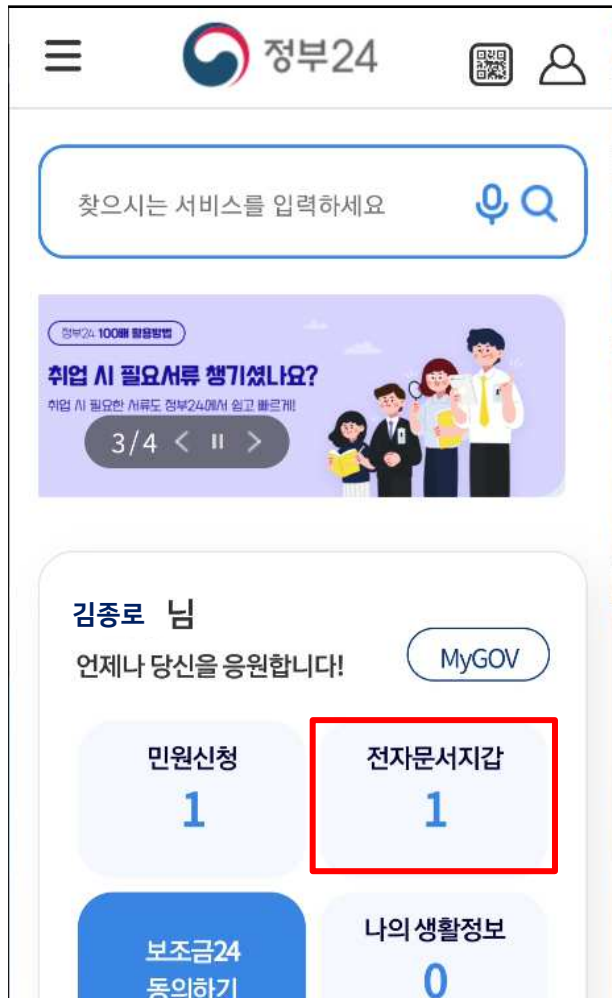 정부24
찾으시는 서비스를 입력하세요
정부24 100배 활용방법
취업 시 필요서류 챙기셨나요?
취업 시 필요한 서류도 정부24에서 쉽고 빠르게!
3/4
김종로 님
언제나 당신을 응원합니다!
MyGOV
민원신청
1
전자문서지갑
1
보조금24
동의하기
나의 생활정보
0